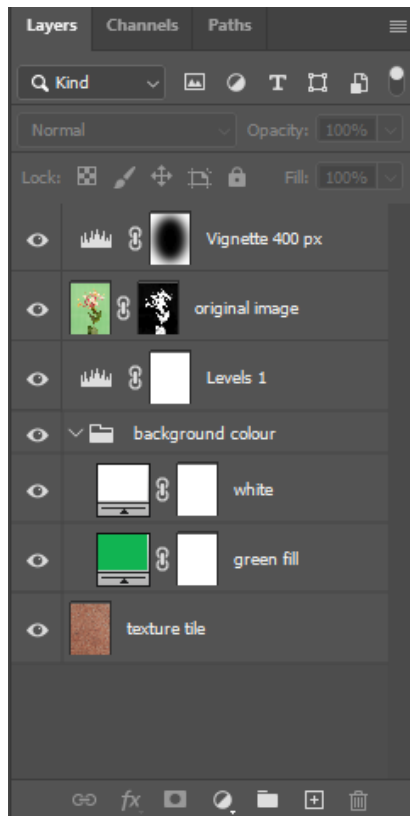 Layers Channels Paths
Kind T
Normal Opacity: 100%
Lock: Fill: 100%
Vignette 400 px
original image
Levels 1
background colour
white
green fill
texture tile
fx